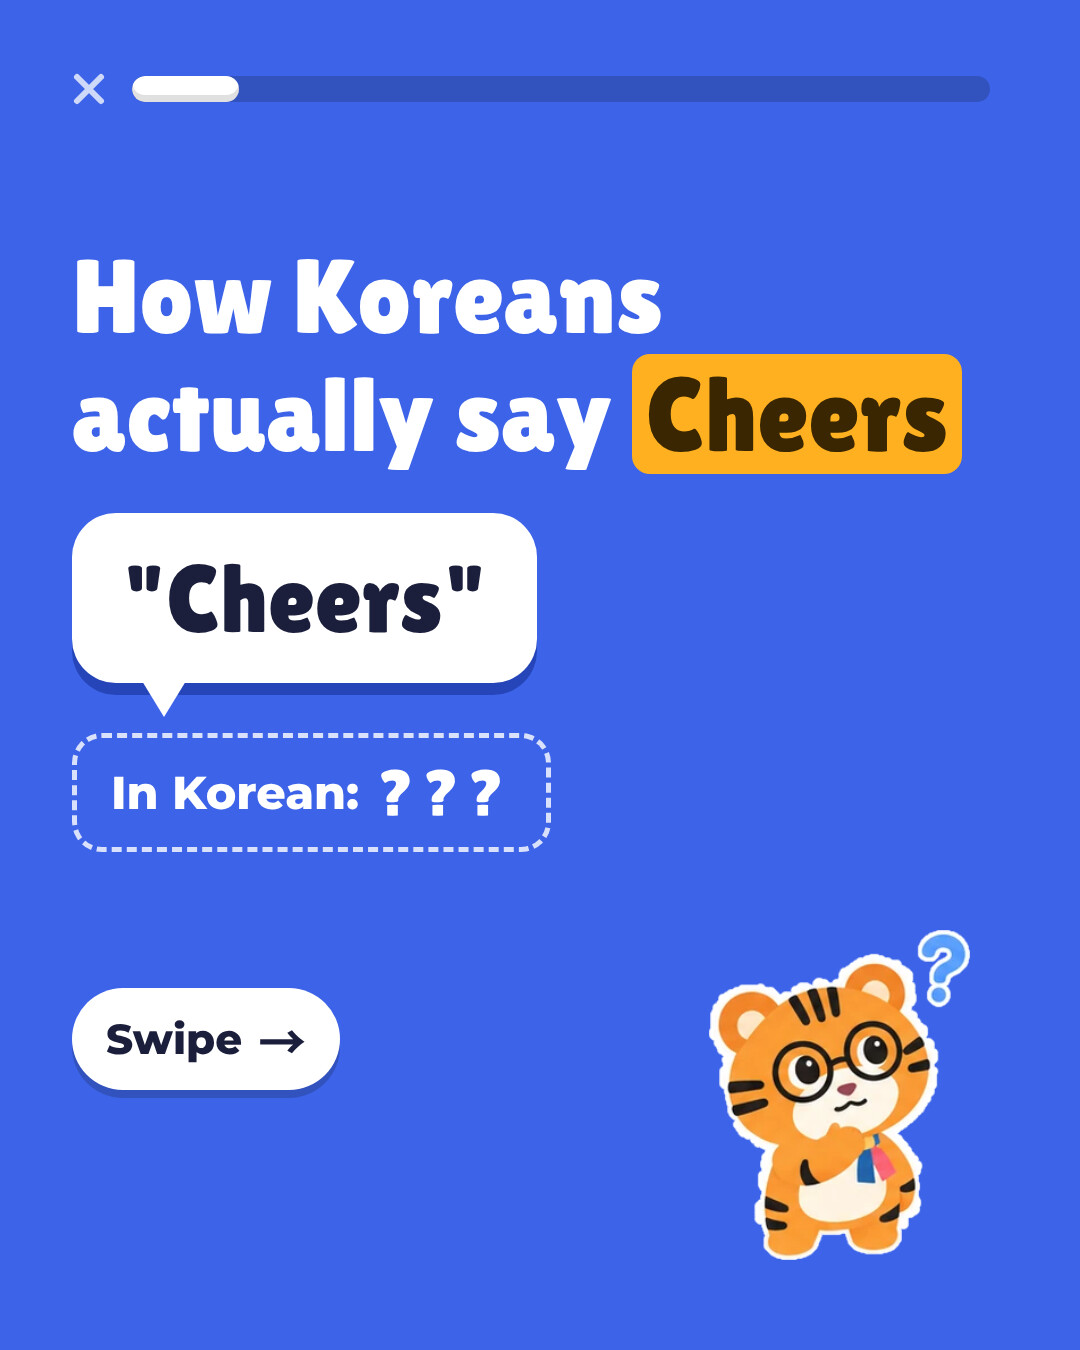 How Koreans
actually say Cheers
"Cheers"
In Korean: ???
Swipe →
?